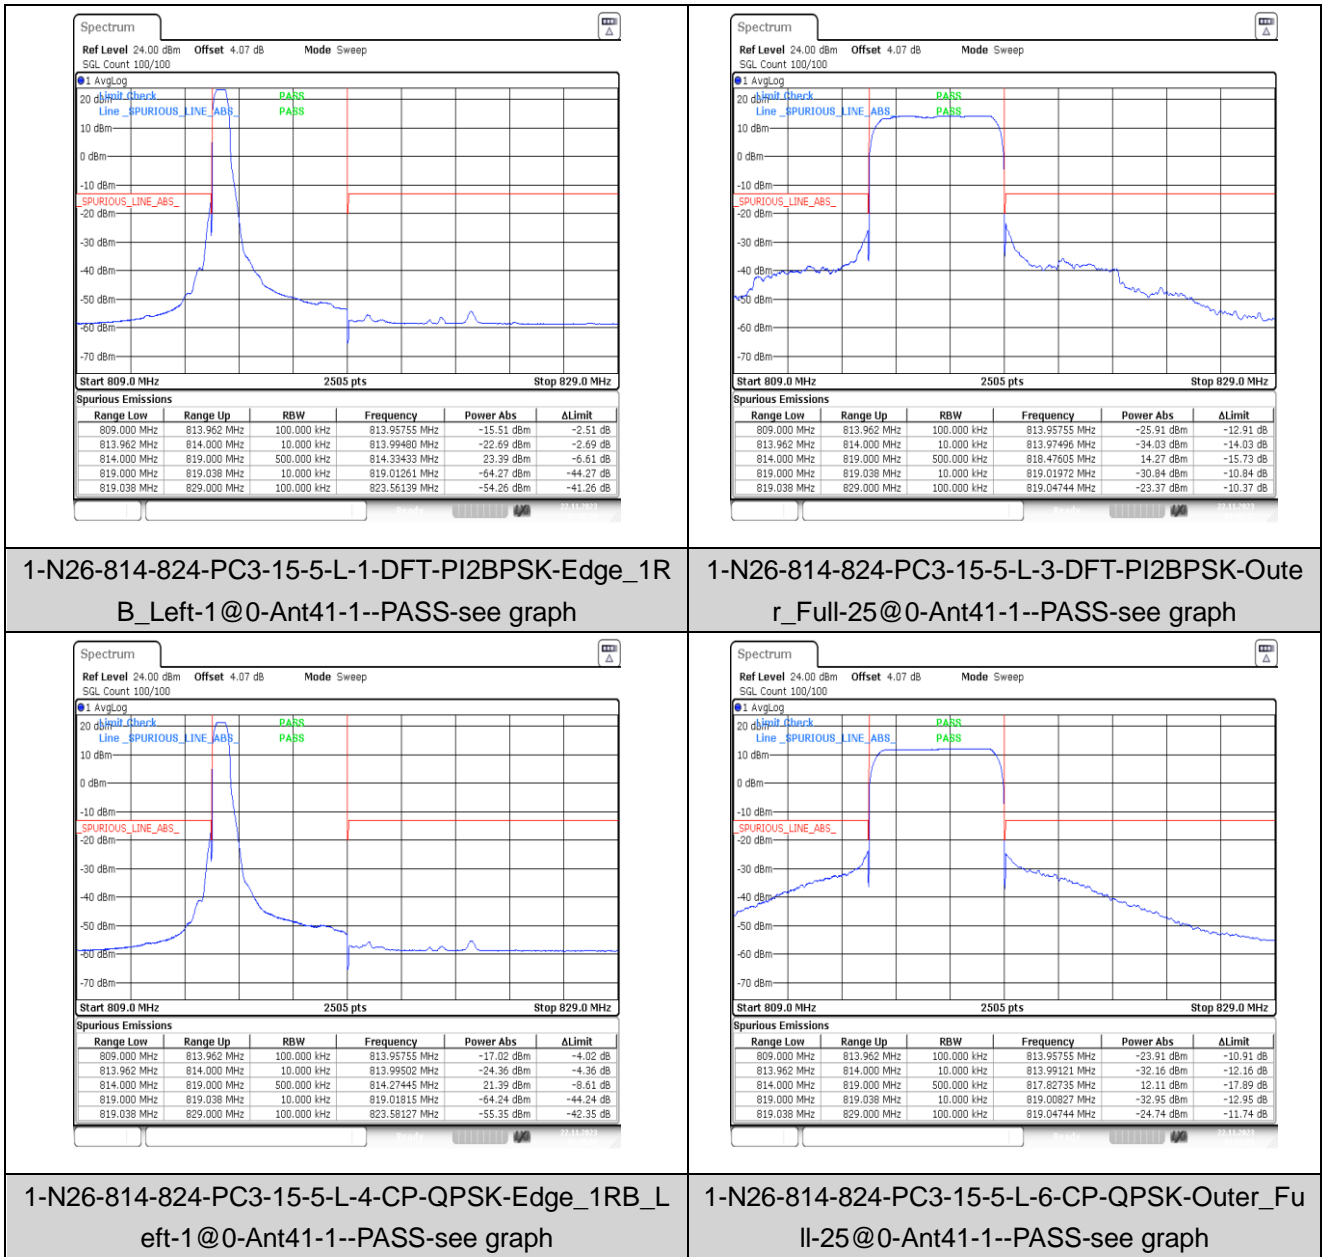 Spectrum
Ref Level 24.00 dBm Offset 4.07 dB Mode Sweep
SGL Count 100/100
1 AvgLog
20 dBm Limit Check PASS
Line _SPURIOUS_LINE_ABS_ PASS
10 dBm
0 dBm
-10 dBm
_SPURIOUS_LINE_ABS_
-20 dBm
-30 dBm
-40 dBm
-50 dBm
-60 dBm
-70 dBm
Start 809.0 MHz 2505 pts Stop 829.0 MHz
Spurious Emissions
Range Low Range Up RBW Frequency Power Abs ΔLimit
809.000 MHz 813.962 MHz 100.000 kHz 813.95755 MHz -15.51 dBm -2.51 dB
813.962 MHz 814.000 MHz 10.000 kHz 813.99480 MHz -22.69 dBm -2.69 dB
814.000 MHz 819.000 MHz 500.000 kHz 814.33433 MHz 23.39 dBm -6.61 dB
819.000 MHz 819.038 MHz 10.000 kHz 819.01261 MHz -64.27 dBm -44.27 dB
819.038 MHz 829.000 MHz 100.000 kHz 823.56139 MHz -54.26 dBm -41.26 dB
Ready 22.11.2023
1-N26-814-824-PC3-15-5-L-1-DFT-PI2BPSK-Edge_1R
B_Left-1@0-Ant41-1--PASS-see graph
Spectrum
Ref Level 24.00 dBm Offset 4.07 dB Mode Sweep
SGL Count 100/100
1 AvgLog
20 dBm Limit Check PASS
Line _SPURIOUS_LINE_ABS_ PASS
10 dBm
0 dBm
-10 dBm
_SPURIOUS_LINE_ABS_
-20 dBm
-30 dBm
-40 dBm
-50 dBm
-60 dBm
-70 dBm
Start 809.0 MHz 2505 pts Stop 829.0 MHz
Spurious Emissions
Range Low Range Up RBW Frequency Power Abs ΔLimit
809.000 MHz 813.962 MHz 100.000 kHz 813.95755 MHz -25.91 dBm -12.91 dB
813.962 MHz 814.000 MHz 10.000 kHz 813.97496 MHz -34.03 dBm -14.03 dB
814.000 MHz 819.000 MHz 500.000 kHz 818.47605 MHz 14.27 dBm -15.73 dB
819.000 MHz 819.038 MHz 10.000 kHz 819.01972 MHz -30.84 dBm -10.84 dB
819.038 MHz 829.000 MHz 100.000 kHz 819.04744 MHz -23.37 dBm -10.37 dB
Ready 22.11.2023
1-N26-814-824-PC3-15-5-L-3-DFT-PI2BPSK-Oute
r_Full-25@0-Ant41-1--PASS-see graph
Spectrum
Ref Level 24.00 dBm Offset 4.07 dB Mode Sweep
SGL Count 100/100
1 AvgLog
20 dBm Limit Check PASS
Line _SPURIOUS_LINE_ABS_ PASS
10 dBm
0 dBm
-10 dBm
_SPURIOUS_LINE_ABS_
-20 dBm
-30 dBm
-40 dBm
-50 dBm
-60 dBm
-70 dBm
Start 809.0 MHz 2505 pts Stop 829.0 MHz
Spurious Emissions
Range Low Range Up RBW Frequency Power Abs ΔLimit
809.000 MHz 813.962 MHz 100.000 kHz 813.95755 MHz -17.02 dBm -4.02 dB
813.962 MHz 814.000 MHz 10.000 kHz 813.99502 MHz -24.36 dBm -4.36 dB
814.000 MHz 819.000 MHz 500.000 kHz 814.27445 MHz 21.39 dBm -8.61 dB
819.000 MHz 819.038 MHz 10.000 kHz 819.01815 MHz -64.24 dBm -44.24 dB
819.038 MHz 829.000 MHz 100.000 kHz 823.58127 MHz -55.35 dBm -42.35 dB
Ready 22.11.2023
1-N26-814-824-PC3-15-5-L-4-CP-QPSK-Edge_1RB_L
eft-1@0-Ant41-1--PASS-see graph
Spectrum
Ref Level 24.00 dBm Offset 4.07 dB Mode Sweep
SGL Count 100/100
1 AvgLog
20 dBm Limit Check PASS
Line _SPURIOUS_LINE_ABS_ PASS
10 dBm
0 dBm
-10 dBm
_SPURIOUS_LINE_ABS_
-20 dBm
-30 dBm
-40 dBm
-50 dBm
-60 dBm
-70 dBm
Start 809.0 MHz 2505 pts Stop 829.0 MHz
Spurious Emissions
Range Low Range Up RBW Frequency Power Abs ΔLimit
809.000 MHz 813.962 MHz 100.000 kHz 813.95755 MHz -23.91 dBm -10.91 dB
813.962 MHz 814.000 MHz 10.000 kHz 813.99121 MHz -32.16 dBm -12.16 dB
814.000 MHz 819.000 MHz 500.000 kHz 817.82735 MHz 12.11 dBm -17.89 dB
819.000 MHz 819.038 MHz 10.000 kHz 819.00827 MHz -32.95 dBm -12.95 dB
819.038 MHz 829.000 MHz 100.000 kHz 819.04744 MHz -24.74 dBm -11.74 dB
Ready 22.11.2023
1-N26-814-824-PC3-15-5-L-6-CP-QPSK-Outer_Fu
ll-25@0-Ant41-1--PASS-see graph